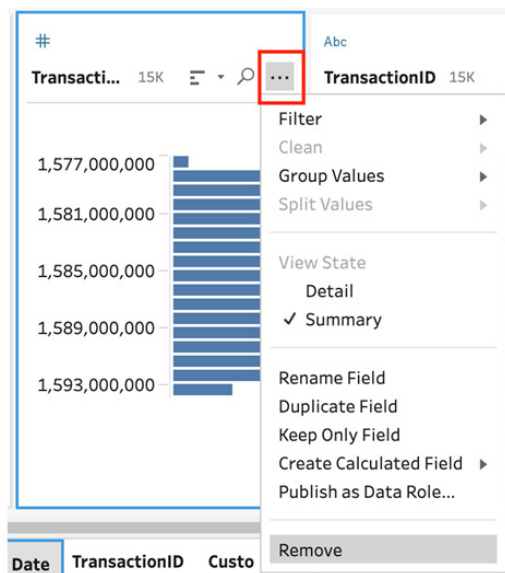 #
Transacti... 15K ...
Abc
TransactionID 15K
1,577,000,000
1,581,000,000
1,585,000,000
1,589,000,000
1,593,000,000
Filter
Clean
Group Values
Split Values
View State
Detail
✓ Summary
Rename Field
Duplicate Field
Keep Only Field
Create Calculated Field
Publish as Data Role...
Remove
Date TransactionID Custo